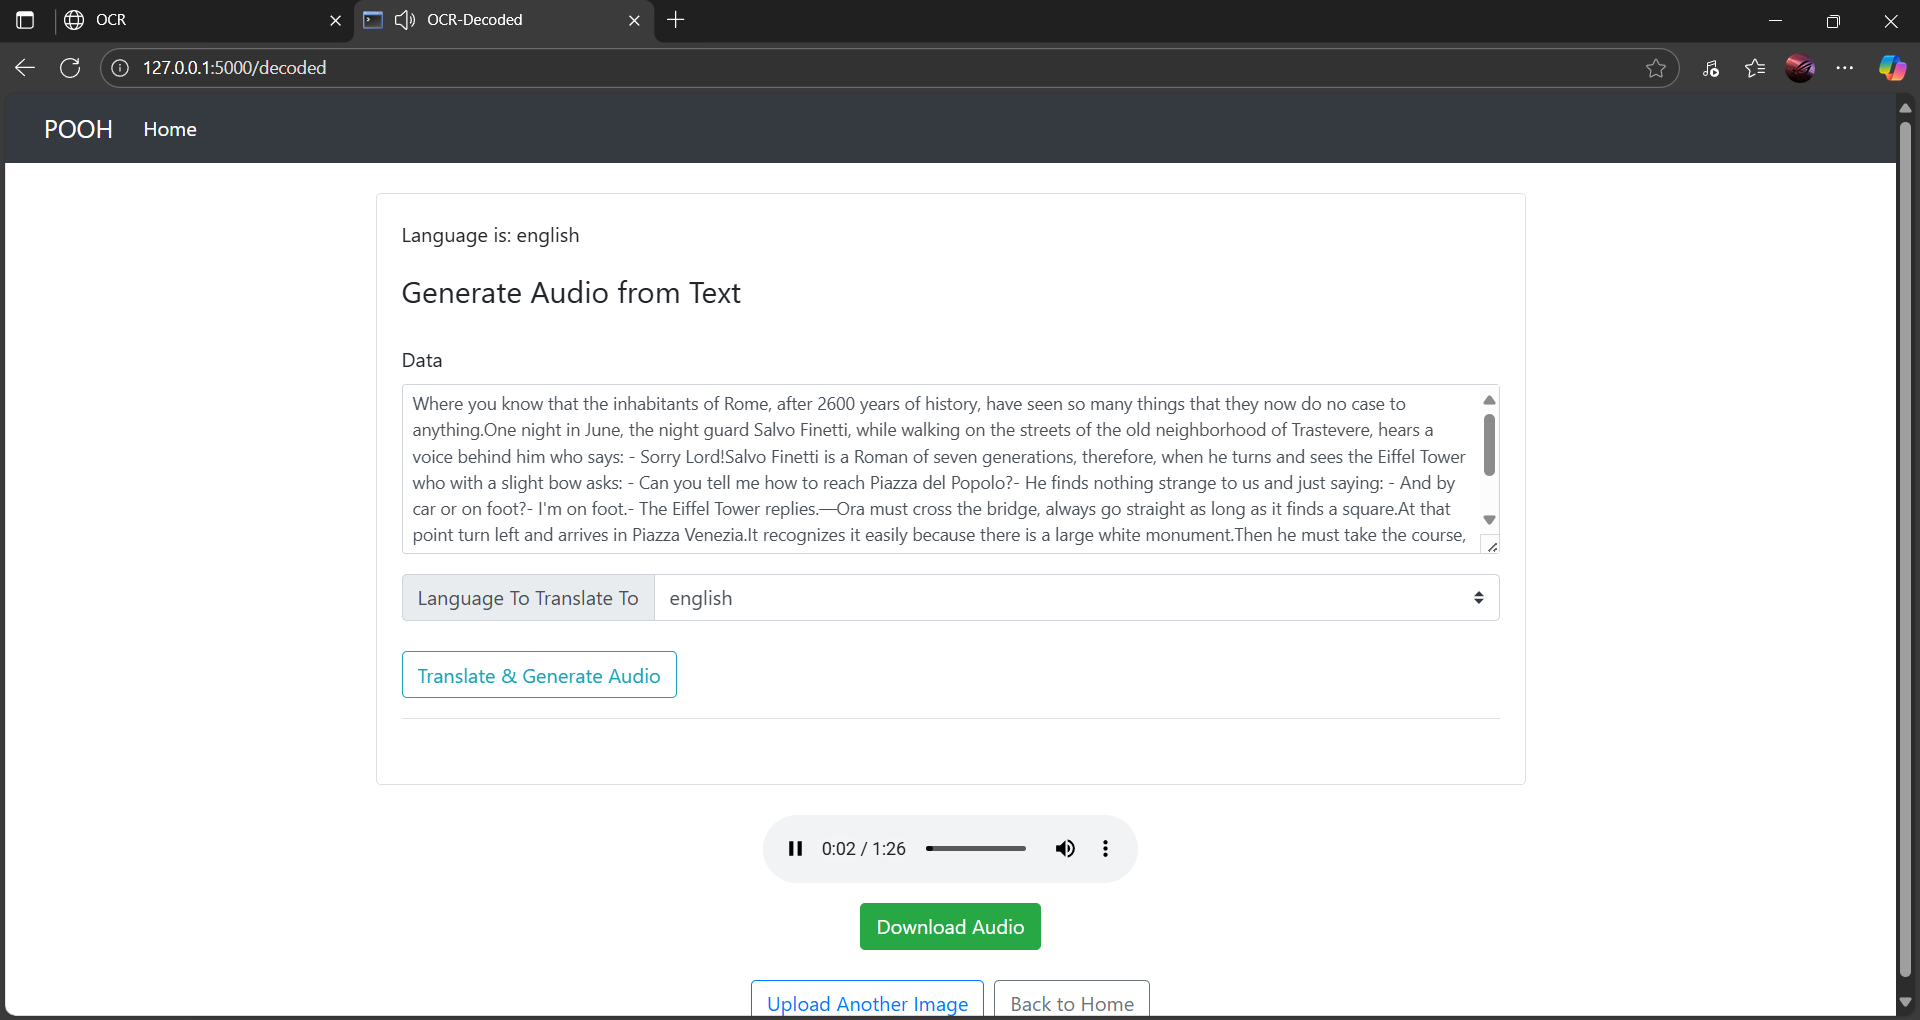 OCR
OCR-Decoded
127.0.0.1:5000/decoded
POOH Home
Language is: english
Generate Audio from Text
Data
Where you know that the inhabitants of Rome, after 2600 years of history, have seen so many things that they now do no case to
anything.One night in June, the night guard Salvo Finetti, while walking on the streets of the old neighborhood of Trastevere, hears a
voice behind him who says: - Sorry Lord!Salvo Finetti is a Roman of seven generations, therefore, when he turns and sees the Eiffel Tower
who with a slight bow asks: - Can you tell me how to reach Piazza del Popolo?- He finds nothing strange to us and just saying: - And by
car or on foot?- I'm on foot.- The Eiffel Tower replies.—Ora must cross the bridge, always go straight as long as it finds a square.At that
point turn left and arrives in Piazza Venezia.It recognizes it easily because there is a large white monument.Then he must take the course,
Language To Translate To english
Translate & Generate Audio
0:02 / 1:26
Download Audio
Upload Another Image Back to Home